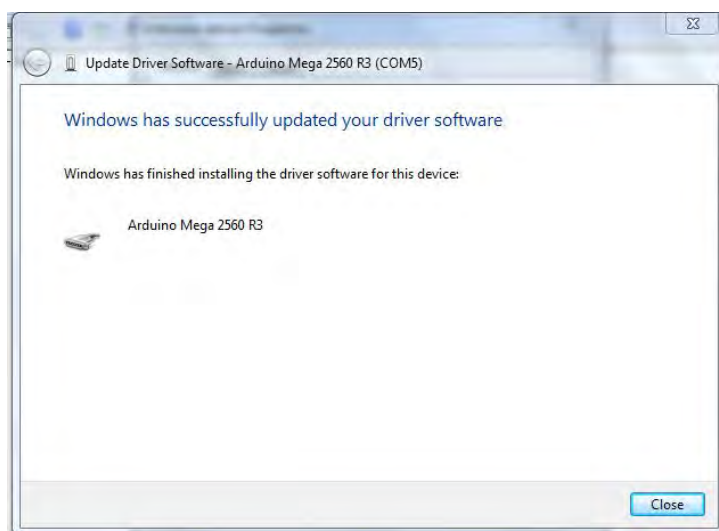 Update Driver Software - Arduino Mega 2560 R3 (COM5)
Windows has successfully updated your driver software
Windows has finished installing the driver software for this device:
Arduino Mega 2560 R3
Close